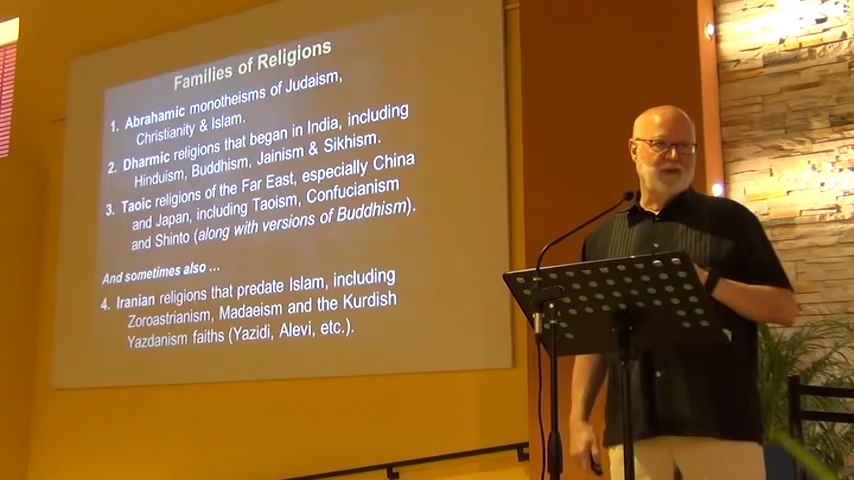 Families of Religions
1. Abrahamic monotheisms of Judaism,
Christianity & Islam.
2. Dharmic religions that began in India, including
Hinduism, Buddhism, Jainism & Sikhism.
3. Taoic religions of the Far East, especially China
and Japan, including Taoism, Confucianism
and Shinto (along with versions of Buddhism).
And sometimes also ...
4. Iranian religions that predate Islam, including
Zoroastrianism, Madaeism and the Kurdish
Yazdanism faiths (Yazidi, Alevi, etc.).